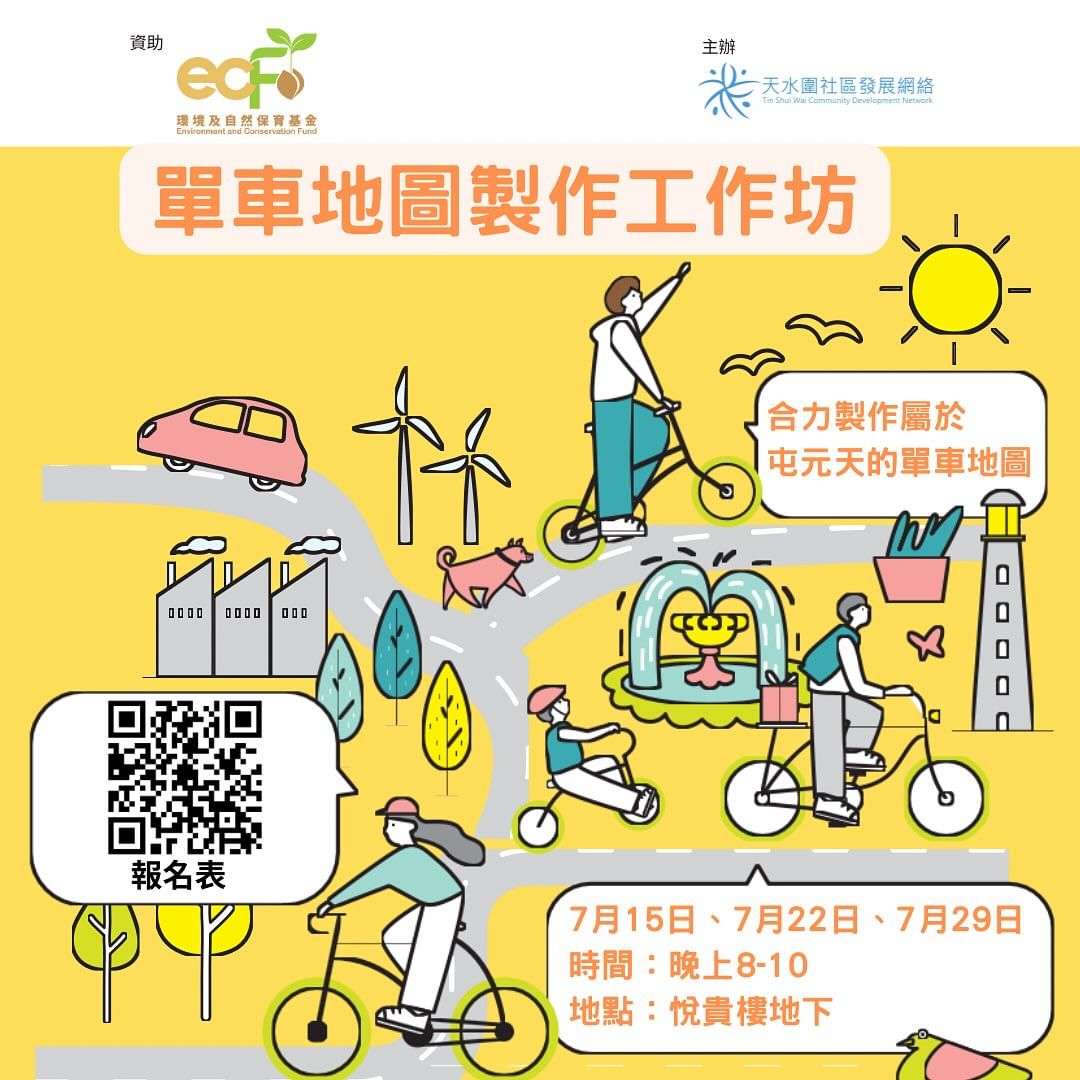 資助
ecf
環境及自然保育基金
Environment and Conservation Fund
主辦
天水圍社區發展網絡
Tin Shui Wai Community Development Network
單車地圖製作工作坊
合力製作屬於
屯元天的單車地圖
報名表
7月15日、7月22日、7月29日
時間：晚上8-10
地點：悅貴樓地下